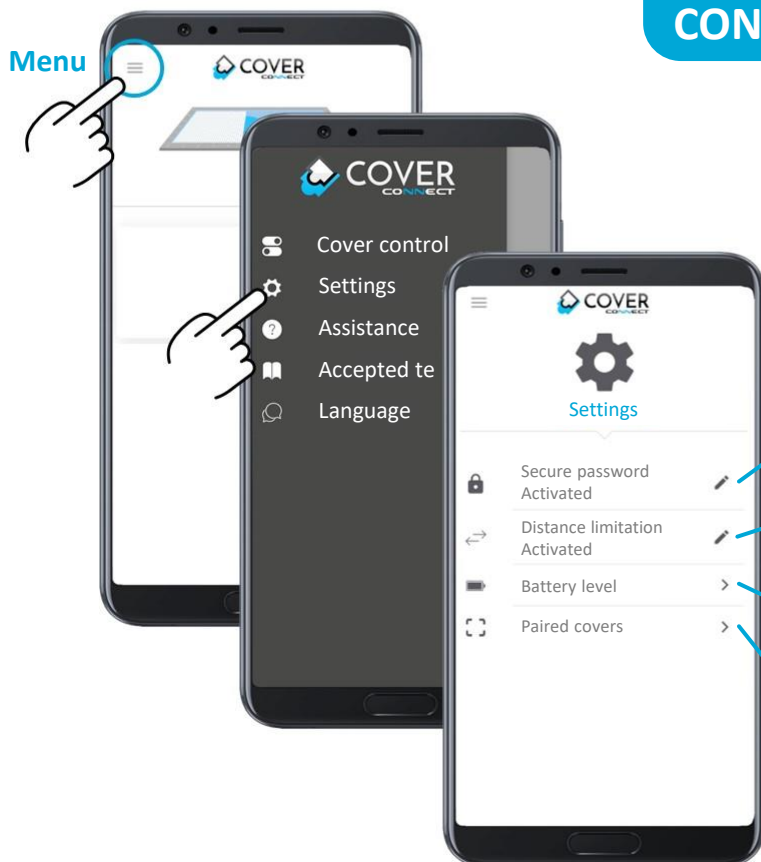 CON
Menu
COVER
CONNECT
COVER
CONNECT
Cover control
Settings
Assistance
Accepted te
Language
COVER
CONNECT
Settings
Secure password
Activated
Distance limitation
Activated
Battery level
Paired covers